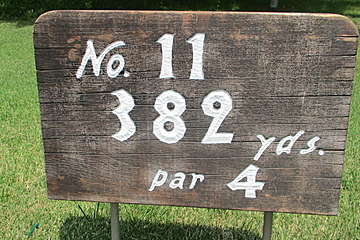 No. 11
382 yds.
par 4